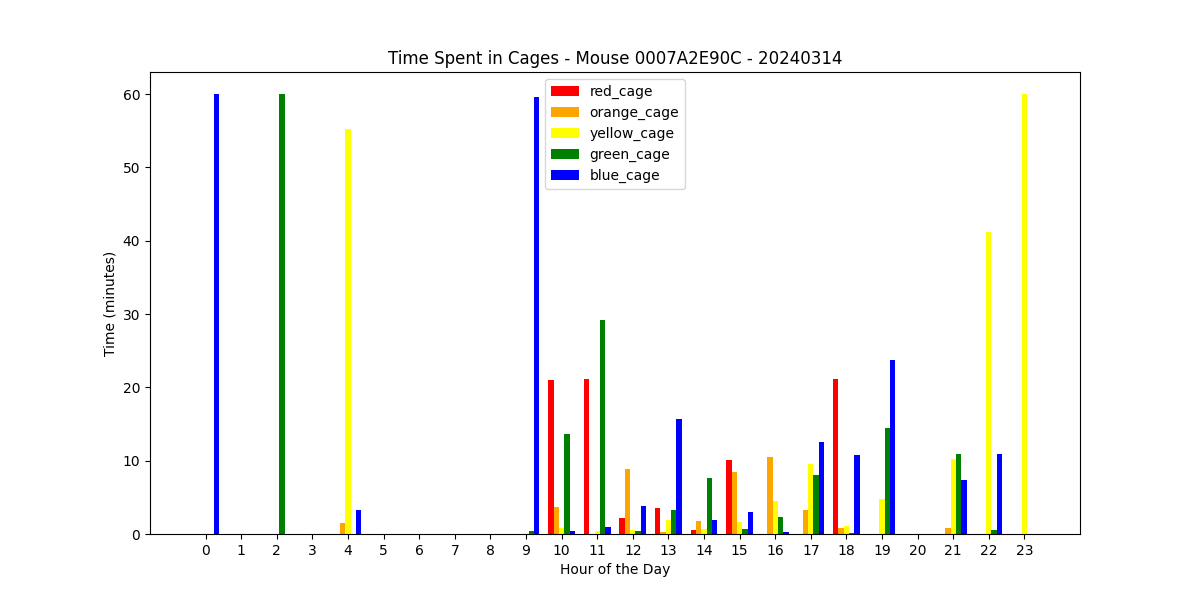 Time Spent in Cages - Mouse 0007A2E90C - 20240314
red_cage
orange_cage
yellow_cage
green_cage
blue_cage
60
50
40
30
20
10
0
Time (minutes)
0 1 2 3 4 5 6 7 8 9 10 11 12 13 14 15 16 17 18 19 20 21 22 23
Hour of the Day